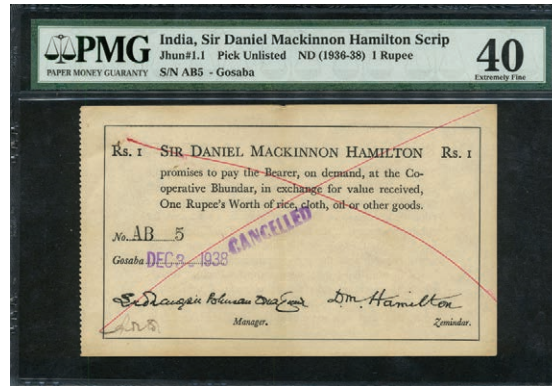 PMG
PAPER MONEY GUARANTY
India, Sir Daniel Mackinnon Hamilton Scrip
Jhun#1.1 Pick Unlisted ND (1936-38) 1 Rupee
S/N AB5 - Gosaba
40
Extremely Fine
Rs. 1 SIR DANIEL MACKINNON HAMILTON Rs. 1
promises to pay the Bearer, on demand, at the Co-
operative Bhundar, in exchange for value received,
One Rupee's Worth of rice, cloth, oil or other goods.
No. AB 5
CANCELLED
Gosaba DEC 1938
D.M. Hamilton
Manager.
Zemindar.